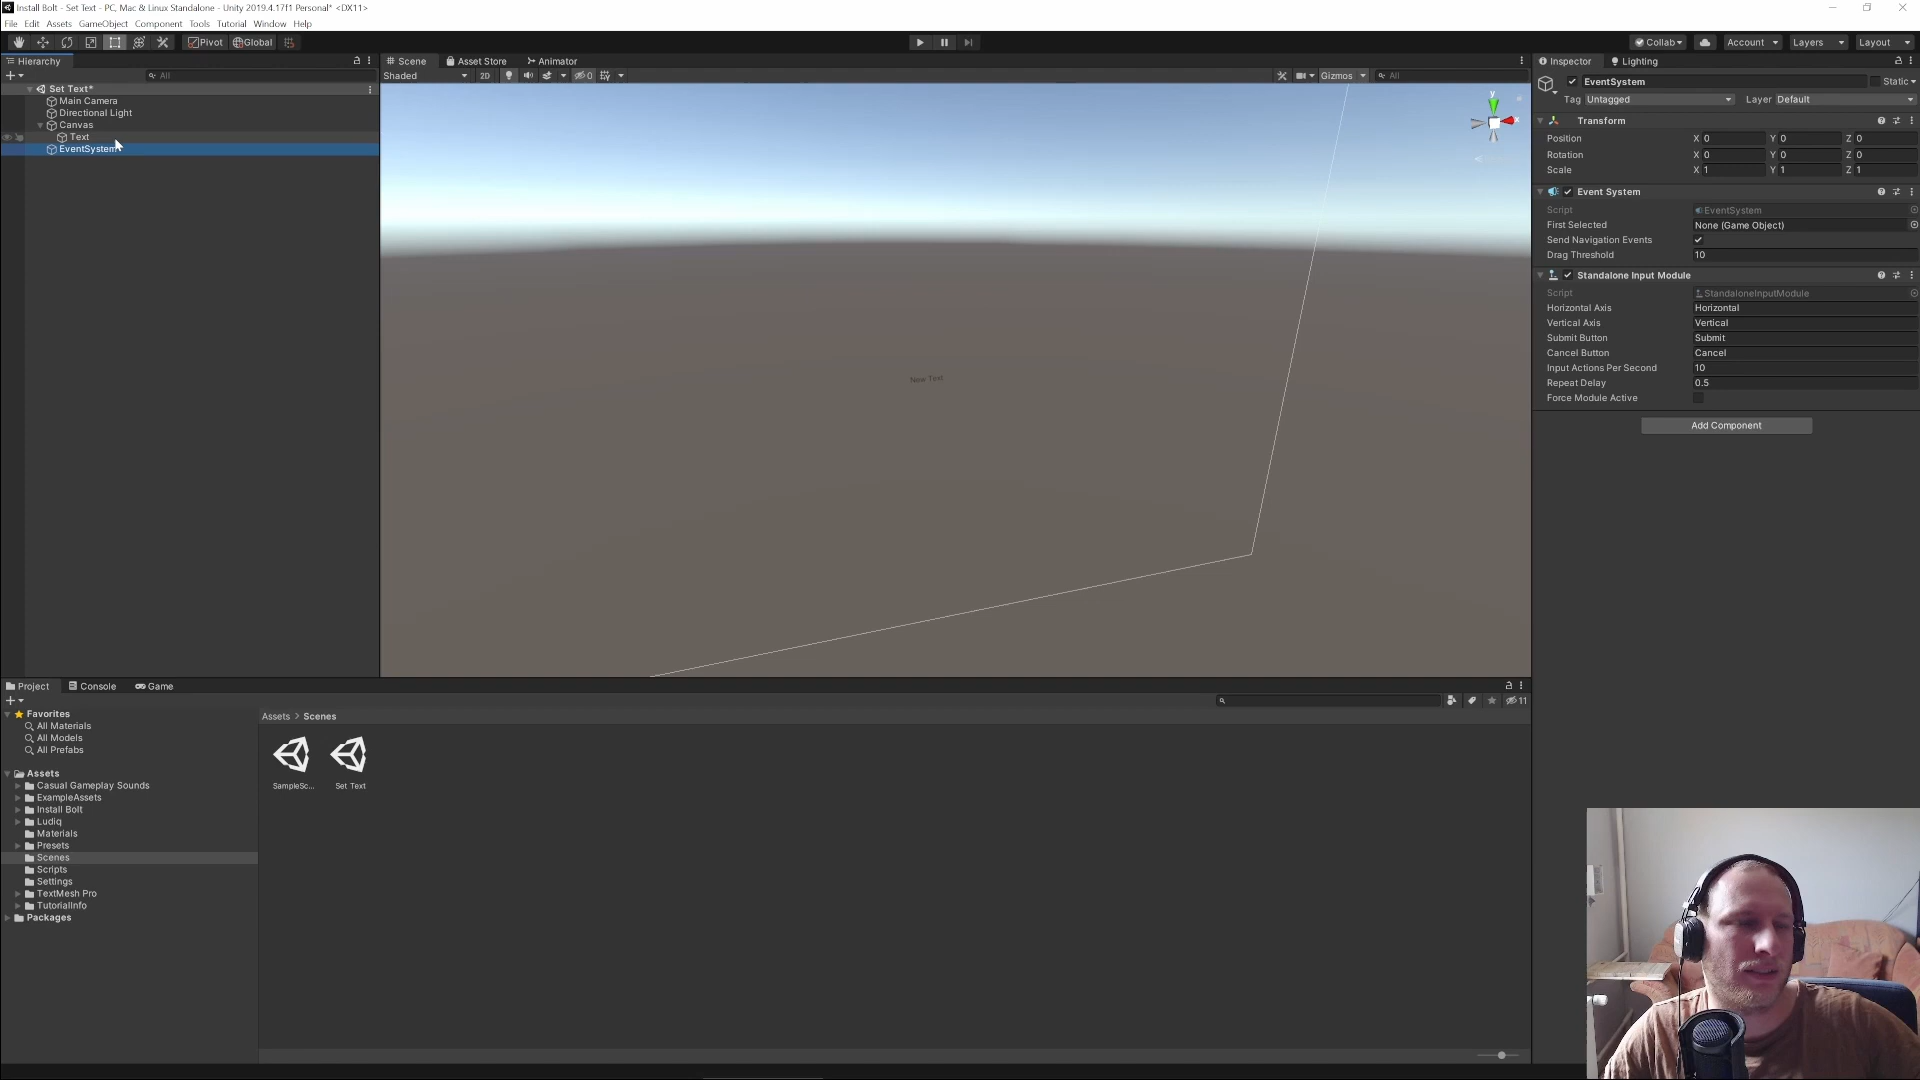 Install Bolt - Set Text - PC, Mac & Linux Standalone - Unity 2019.4.17f1 Personal* <DX11>
File Edit Assets GameObject Component Tools Tutorial Window Help
Pivot Global Collab Account Layers Layout
Hierarchy
All
Set Text*
Main Camera
Directional Light
Canvas
Text
EventSystem
Scene Asset Store Animator
Shaded 2D 0 Gizmos All
y
x
New Text
Inspector Lighting
EventSystem Static
Tag Untagged Layer Default
Transform
Position X 0 Y 0 Z 0
Rotation X 0 Y 0 Z 0
Scale X 1 Y 1 Z 1
Event System
Script EventSystem
First Selected None (Game Object)
Send Navigation Events
Drag Threshold 10
Standalone Input Module
Script StandaloneInputModule
Horizontal Axis Horizontal
Vertical Axis Vertical
Submit Button Submit
Cancel Button Cancel
Input Actions Per Second 10
Repeat Delay 0.5
Force Module Active
Add Component
Project Console Game
11
Favorites
All Materials
All Models
All Prefabs
Assets
Casual Gameplay Sounds
ExampleAssets
Install Bolt
Ludiq
Materials
Presets
Scenes
Scripts
Settings
TextMesh Pro
TutorialInfo
Packages
Assets > Scenes
SampleSc...
Set Text